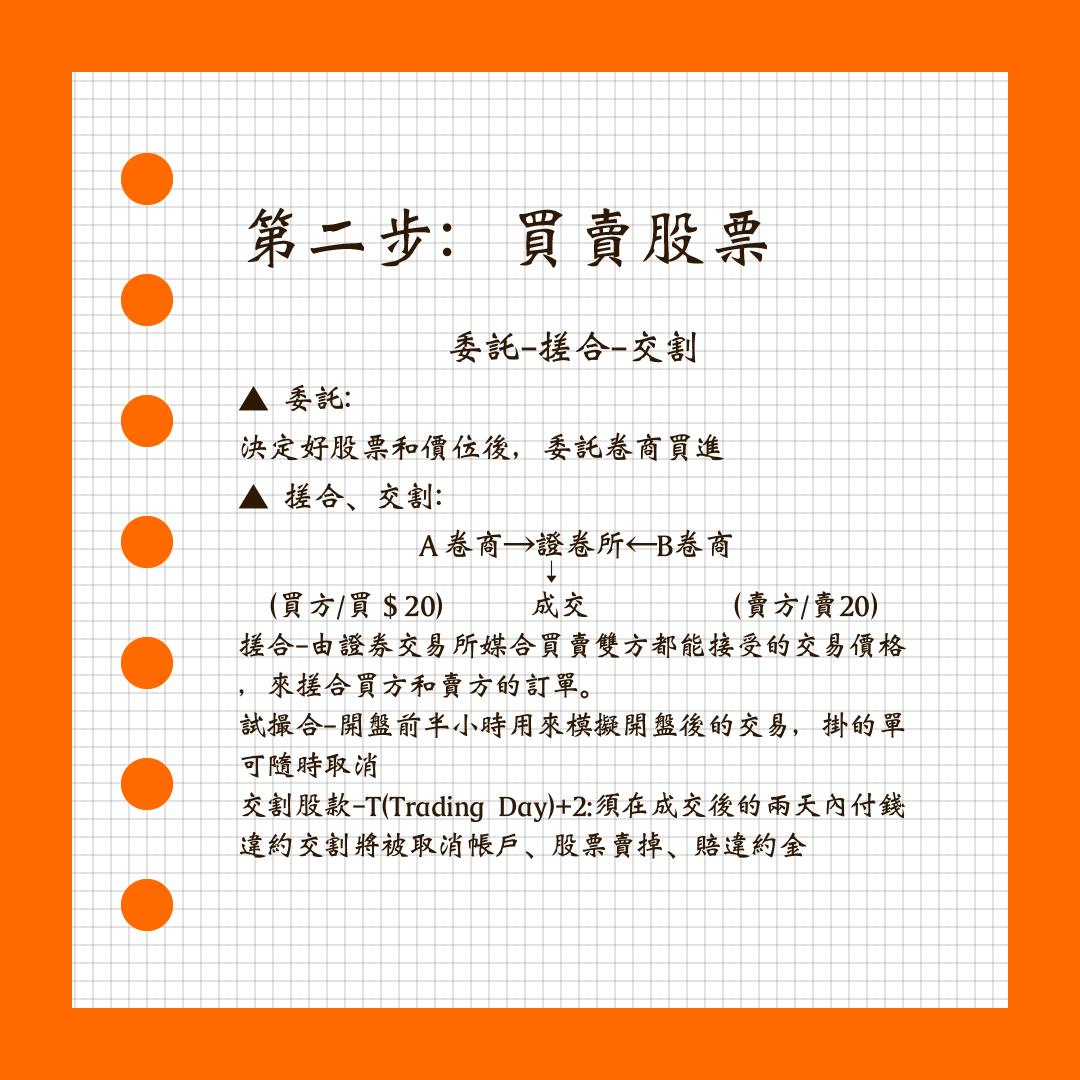 第二步：買賣股票
委託-搓合-交割
▲ 委託:
決定好股票和價位後，委託卷商買進
▲ 搓合、交割:
A 卷商→證卷所←B卷商
↓
(買方/買 $ 20) 成交 (賣方/賣20)
搓合-由證券交易所媒合買賣雙方都能接受的交易價格
，來搓合買方和賣方的訂單。
試撮合-開盤前半小時用來模擬開盤後的交易，掛的單
可隨時取消
交割股款-T(Trading Day)+2:須在成交後的兩天內付錢
違約交割將被取消帳戶、股票賣掉、賠違約金